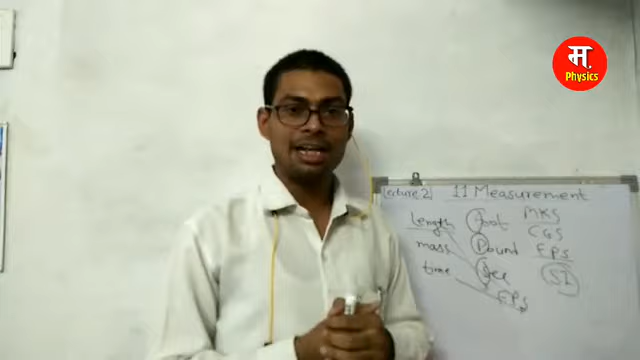 म.
Physics
Lecture 2 11 Measurement
length foot MKS
mass Pound CGS
time Sec FPS
FPS SI